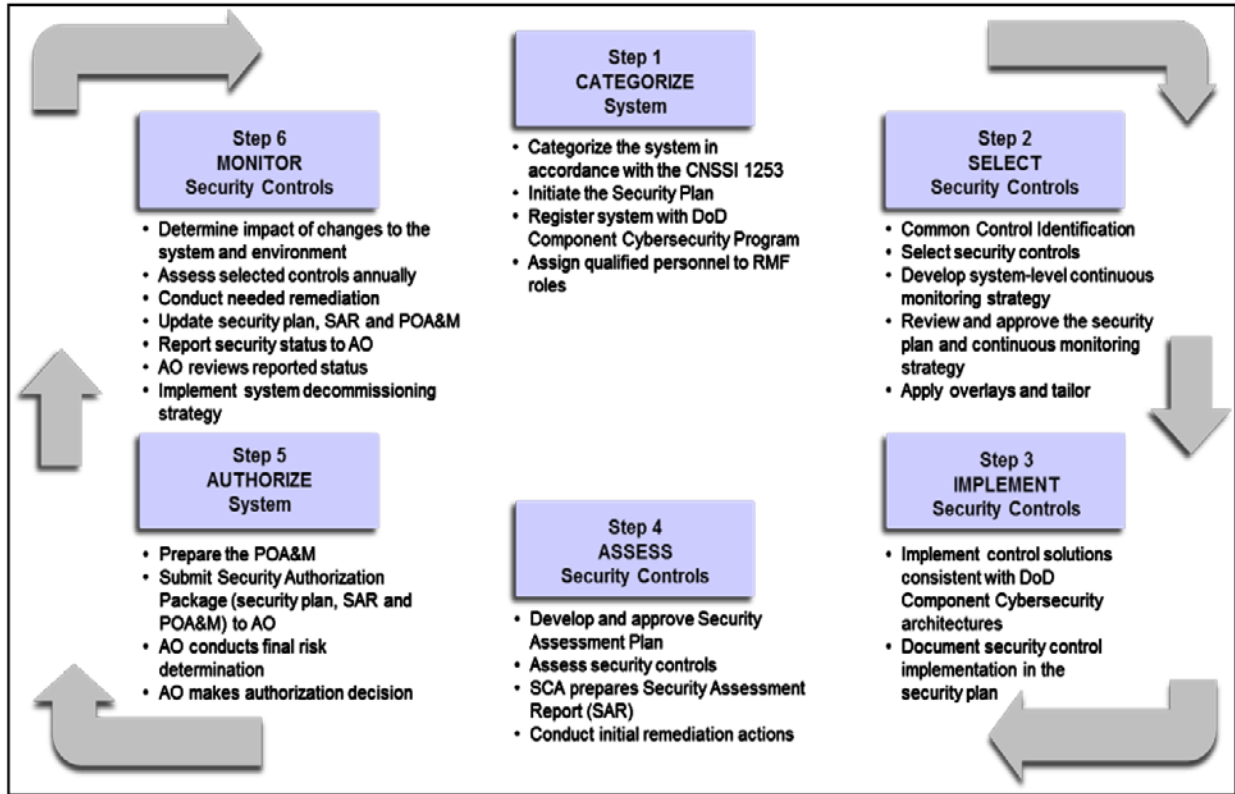 Step 1
CATEGORIZE
System
• Categorize the system in
accordance with the CNSSI 1253
• Initiate the Security Plan
• Register system with DoD
Component Cybersecurity Program
• Assign qualified personnel to RMF
roles
Step 2
SELECT
Security Controls
• Common Control Identification
• Select security controls
• Develop system-level continuous
monitoring strategy
• Review and approve the security
plan and continuous monitoring
strategy
• Apply overlays and tailor
Step 3
IMPLEMENT
Security Controls
• Implement control solutions
consistent with DoD
Component Cybersecurity
architectures
• Document security control
implementation in the
security plan
Step 4
ASSESS
Security Controls
• Develop and approve Security
Assessment Plan
• Assess security controls
• SCA prepares Security Assessment
Report (SAR)
• Conduct initial remediation actions
Step 5
AUTHORIZE
System
• Prepare the POA&M
• Submit Security Authorization
Package (security plan, SAR and
POA&M) to AO
• AO conducts final risk
determination
• AO makes authorization decision
Step 6
MONITOR
Security Controls
• Determine impact of changes to the
system and environment
• Assess selected controls annually
• Conduct needed remediation
• Update security plan, SAR and POA&M
• Report security status to AO
• AO reviews reported status
• Implement system decommissioning
strategy